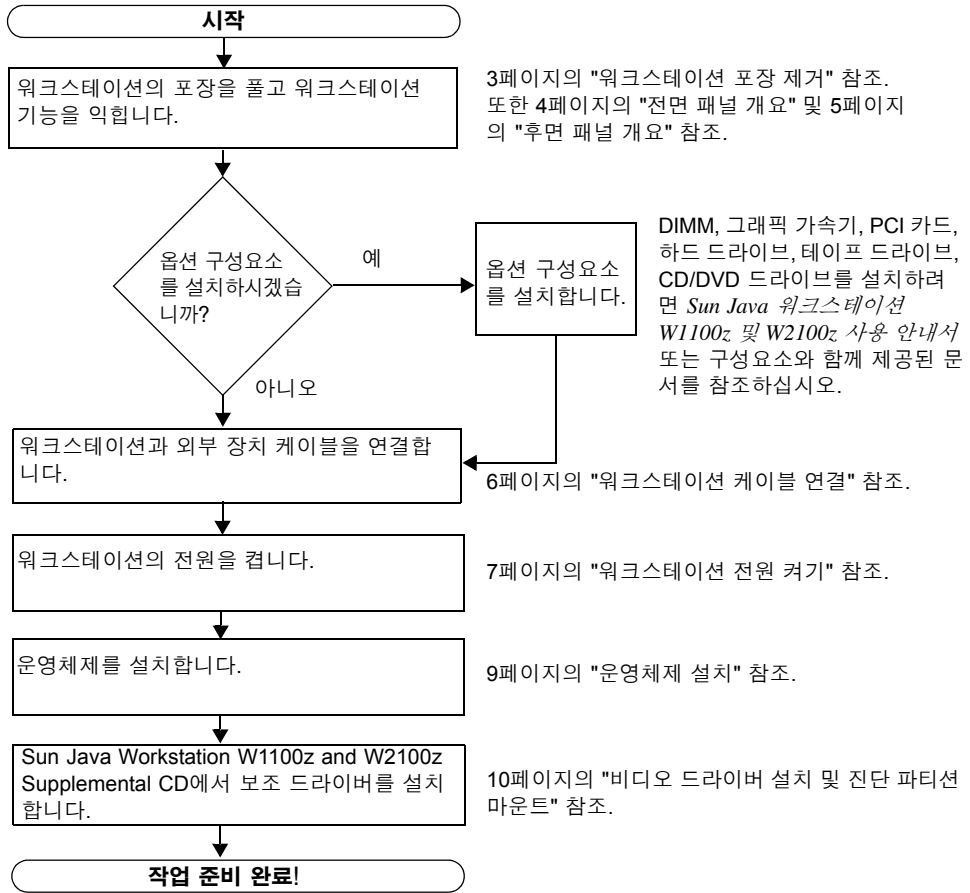 시작
워크스테이션의 포장을 풀고 워크스테이션
기능을 익힙니다.
3페이지의 "워크스테이션 포장 제거" 참조.
또한 4페이지의 "전면 패널 개요" 및 5페이지
의 "후면 패널 개요" 참조.
옵션 구성요소
를 설치하시겠습
니까?
예
아니오
옵션 구성요소
를 설치합니다.
DIMM, 그래픽 가속기, PCI 카드,
하드 드라이브, 테이프 드라이브,
CD/DVD 드라이브를 설치하려
면 Sun Java 워크스테이션
W1100z 및 W2100z 사용 안내서
또는 구성요소와 함께 제공된 문
서를 참조하십시오.
워크스테이션과 외부 장치 케이블을 연결합
니다.
6페이지의 "워크스테이션 케이블 연결" 참조.
워크스테이션의 전원을 켭니다.
7페이지의 "워크스테이션 전원 켜기" 참조.
운영체제를 설치합니다.
9페이지의 "운영체제 설치" 참조.
Sun Java Workstation W1100z and W2100z
Supplemental CD에서 보조 드라이버를 설치
합니다.
10페이지의 "비디오 드라이버 설치 및 진단 파티션
마운트" 참조.
작업 준비 완료!